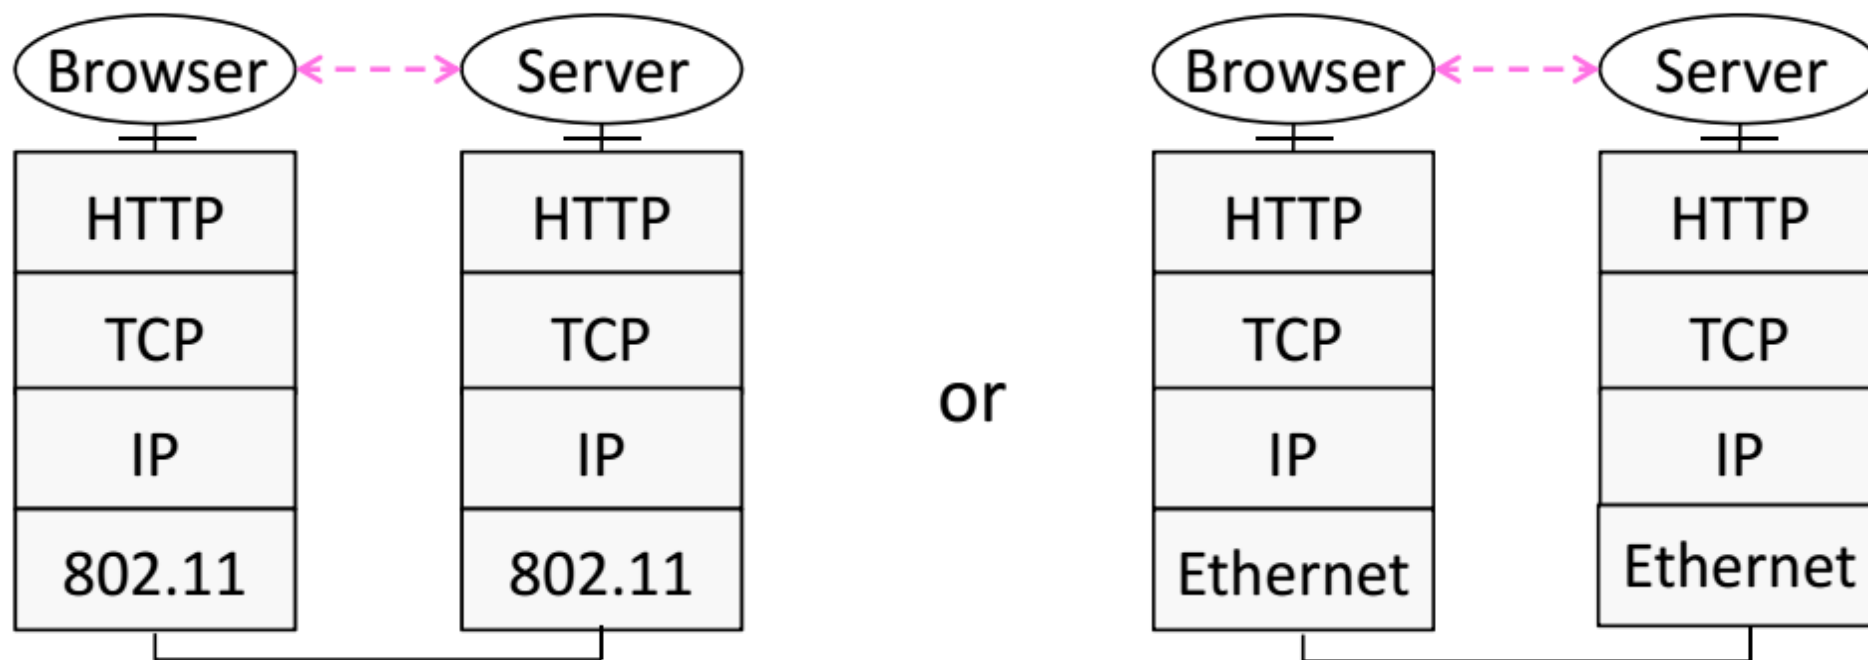 Browser
Server
HTTP
HTTP
TCP
TCP
IP
IP
802.11
802.11
or
Browser
Server
HTTP
HTTP
TCP
TCP
IP
IP
Ethernet
Ethernet